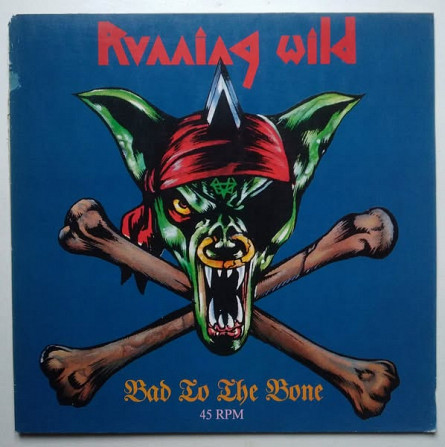 Running wild
Bad To The Bone
45 RPM